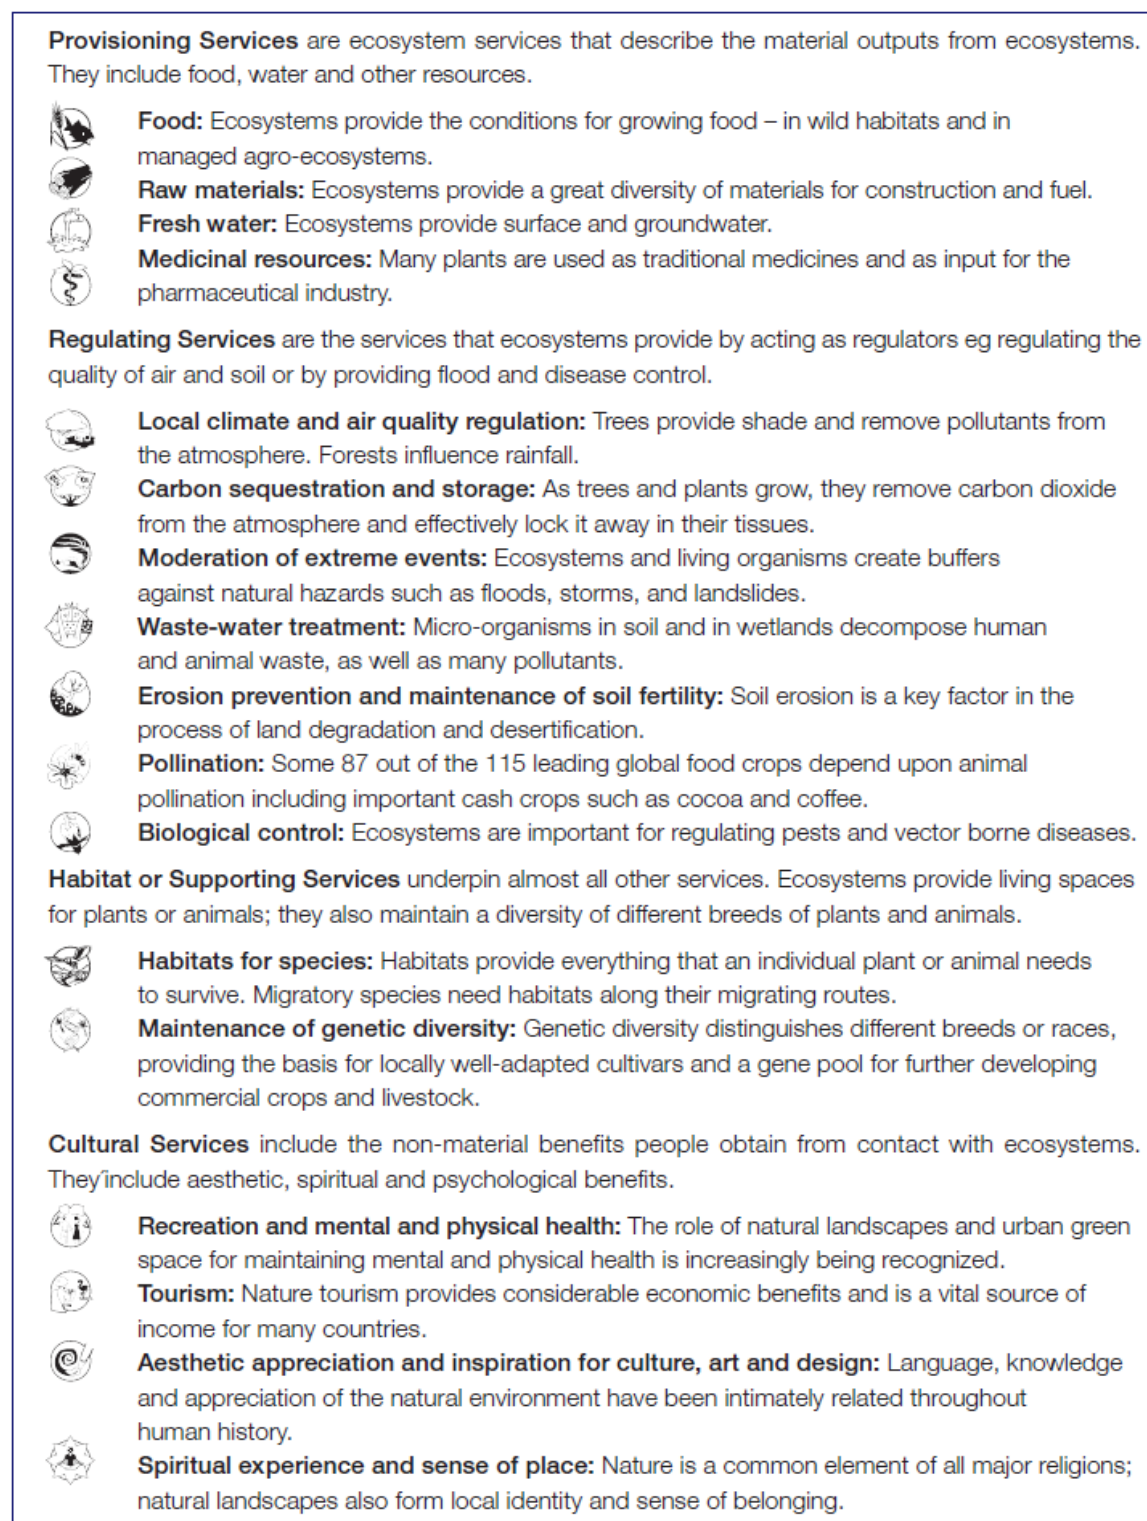 Provisioning Services are ecosystem services that describe the material outputs from ecosystems.
They include food, water and other resources.
Food: Ecosystems provide the conditions for growing food – in wild habitats and in
managed agro-ecosystems.
Raw materials: Ecosystems provide a great diversity of materials for construction and fuel.
Fresh water: Ecosystems provide surface and groundwater.
Medicinal resources: Many plants are used as traditional medicines and as input for the
pharmaceutical industry.
Regulating Services are the services that ecosystems provide by acting as regulators eg regulating the
quality of air and soil or by providing flood and disease control.
Local climate and air quality regulation: Trees provide shade and remove pollutants from
the atmosphere. Forests influence rainfall.
Carbon sequestration and storage: As trees and plants grow, they remove carbon dioxide
from the atmosphere and effectively lock it away in their tissues.
Moderation of extreme events: Ecosystems and living organisms create buffers
against natural hazards such as floods, storms, and landslides.
Waste-water treatment: Micro-organisms in soil and in wetlands decompose human
and animal waste, as well as many pollutants.
Erosion prevention and maintenance of soil fertility: Soil erosion is a key factor in the
process of land degradation and desertification.
Pollination: Some 87 out of the 115 leading global food crops depend upon animal
pollination including important cash crops such as cocoa and coffee.
Biological control: Ecosystems are important for regulating pests and vector borne diseases.
Habitat or Supporting Services underpin almost all other services. Ecosystems provide living spaces
for plants or animals; they also maintain a diversity of different breeds of plants and animals.
Habitats for species: Habitats provide everything that an individual plant or animal needs
to survive. Migratory species need habitats along their migrating routes.
Maintenance of genetic diversity: Genetic diversity distinguishes different breeds or races,
providing the basis for locally well-adapted cultivars and a gene pool for further developing
commercial crops and livestock.
Cultural Services include the non-material benefits people obtain from contact with ecosystems.
They´include aesthetic, spiritual and psychological benefits.
Recreation and mental and physical health: The role of natural landscapes and urban green
space for maintaining mental and physical health is increasingly being recognized.
Tourism: Nature tourism provides considerable economic benefits and is a vital source of
income for many countries.
Aesthetic appreciation and inspiration for culture, art and design: Language, knowledge
and appreciation of the natural environment have been intimately related throughout
human history.
Spiritual experience and sense of place: Nature is a common element of all major religions;
natural landscapes also form local identity and sense of belonging.